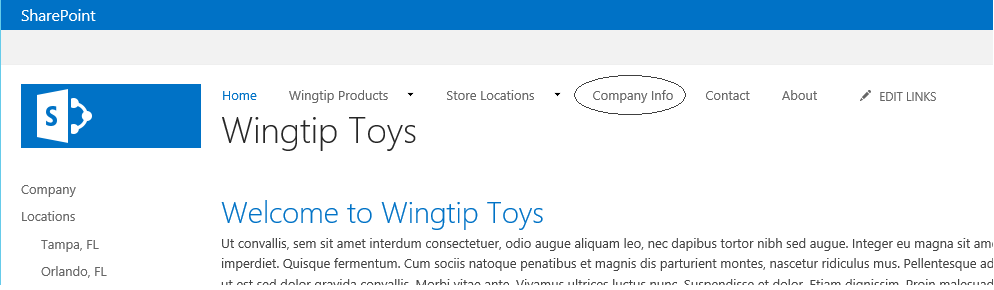 SharePoint
S
Home Wingtip Products Store Locations Company Info Contact About EDIT LINKS
Wingtip Toys
Company
Locations
Tampa, FL
Orlando, FL
Welcome to Wingtip Toys
Ut convallis, sem sit amet interdum consectetuer, odio augue aliquam leo, nec dapibus tortor nibh sed augue. Integer eu magna sit am
imperdiet. Quisque fermentum. Cum sociis natoque penatibus et magnis dis parturient montes, nascetur ridiculus mus. Pellentesque ad
ut est sed dolor gravida convallis. Morbi vitae ante. Vivamus ultrices luctus nunc. Suspendisse et dolor. Etiam dignissim. Proin malesuad